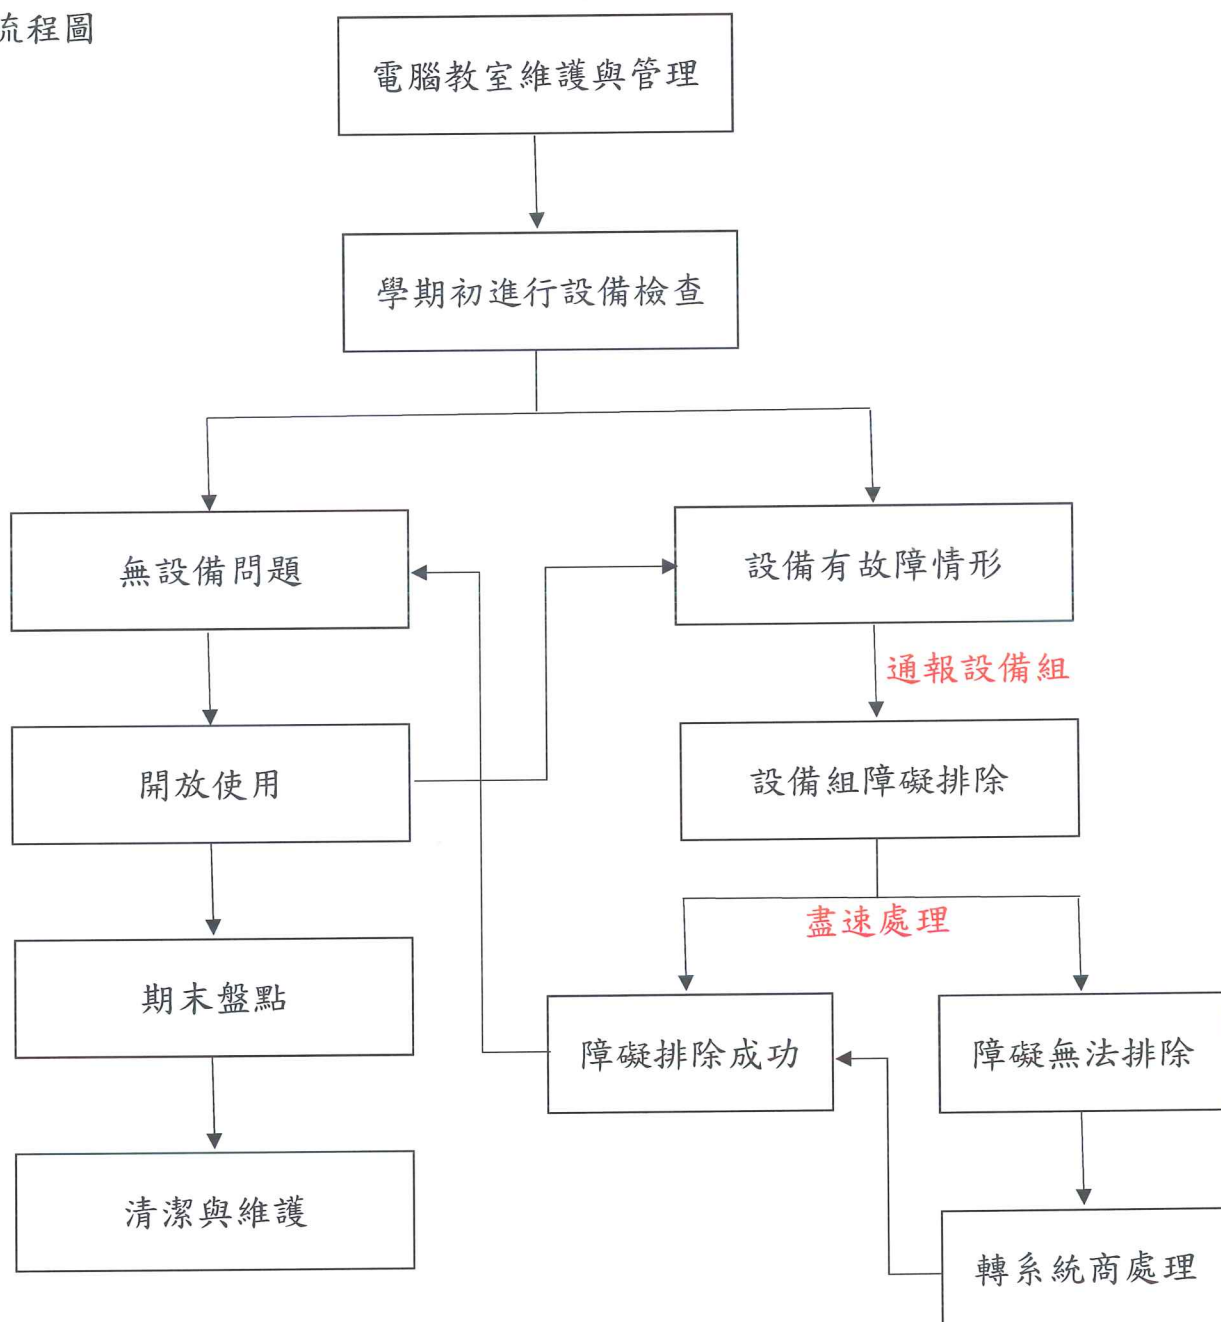 流程圖
電腦教室維護與管理
學期初進行設備檢查
無設備問題
設備有故障情形
通報設備組
開放使用
設備組障礙排除
盡速處理
期末盤點
障礙排除成功
障礙無法排除
清潔與維護
轉系統商處理